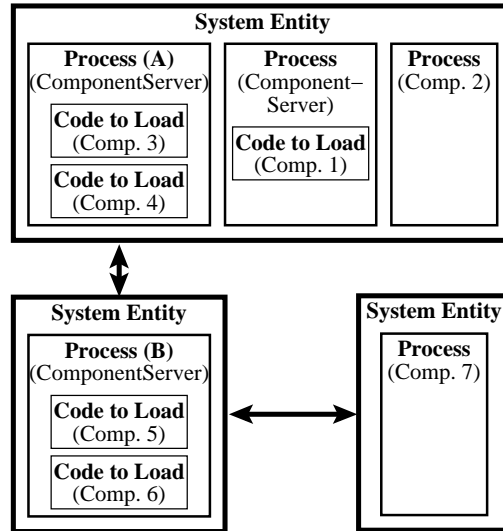 System Entity
Process (A)
(ComponentServer)
Code to Load
(Comp. 3)
Code to Load
(Comp. 4)
Process
(Component–
Server)
Code to Load
(Comp. 1)
Process
(Comp. 2)
System Entity
Process (B)
(ComponentServer)
Code to Load
(Comp. 5)
Code to Load
(Comp. 6)
System Entity
Process
(Comp. 7)